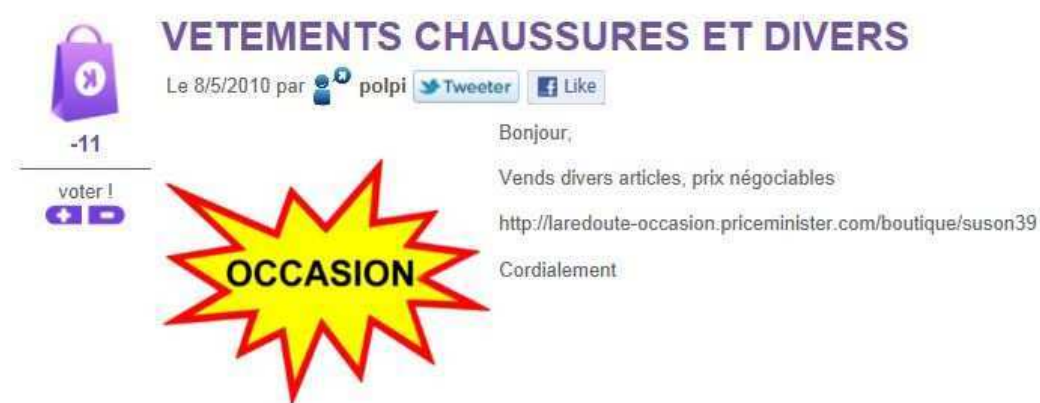 VETEMENTS CHAUSSURES ET DIVERS
Le 8/5/2010 par polpi Tweeter Like
-11
voter !
Bonjour,
Vends divers articles, prix négociables
http://laredoute-occasion.priceminister.com/boutique/suson39
Cordialement
OCCASION